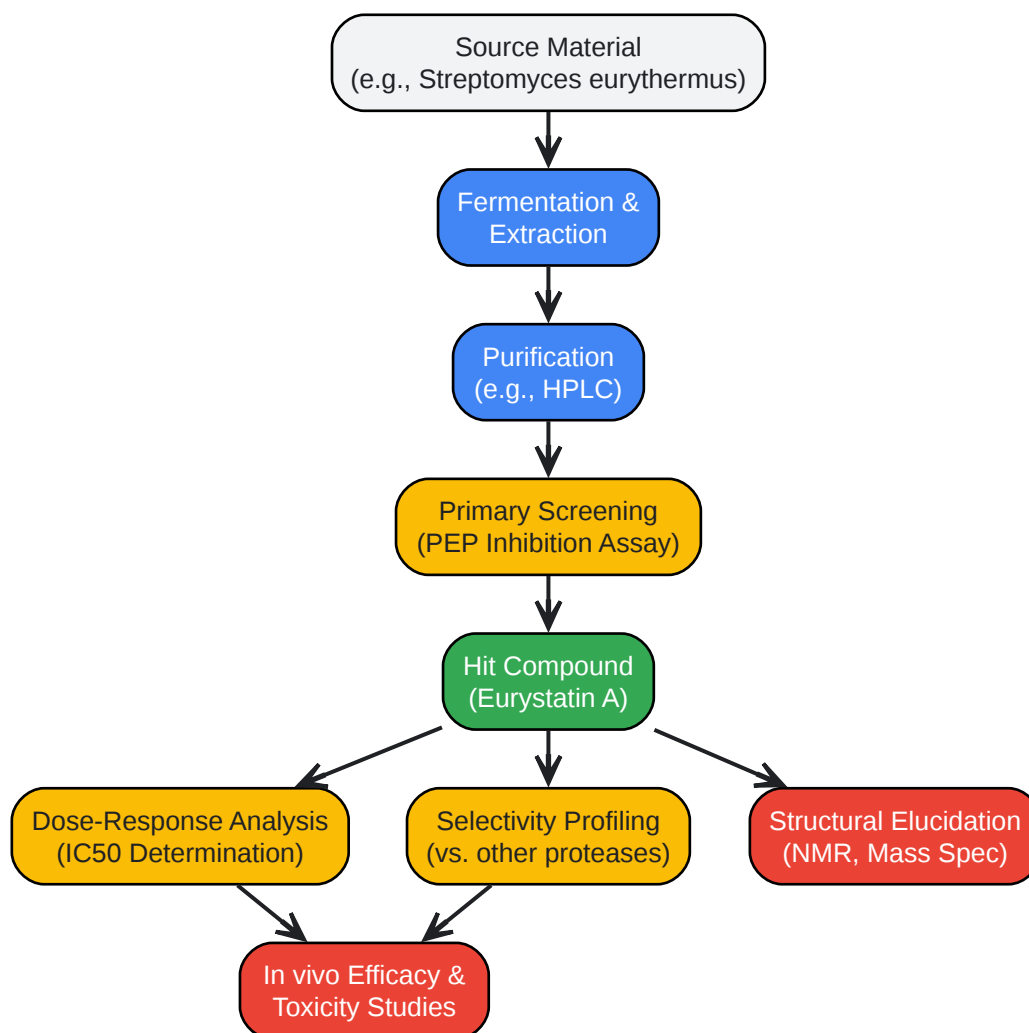 Source Material
(e.g., Streptomyces eurythermus)
Fermentation &
Extraction
Purification
(e.g., HPLC)
Primary Screening
(PEP Inhibition Assay)
Hit Compound
(Eurystatin A)
Dose-Response Analysis
(IC50 Determination)
Selectivity Profiling
(vs. other proteases)
Structural Elucidation
(NMR, Mass Spec)
In vivo Efficacy &
Toxicity Studies